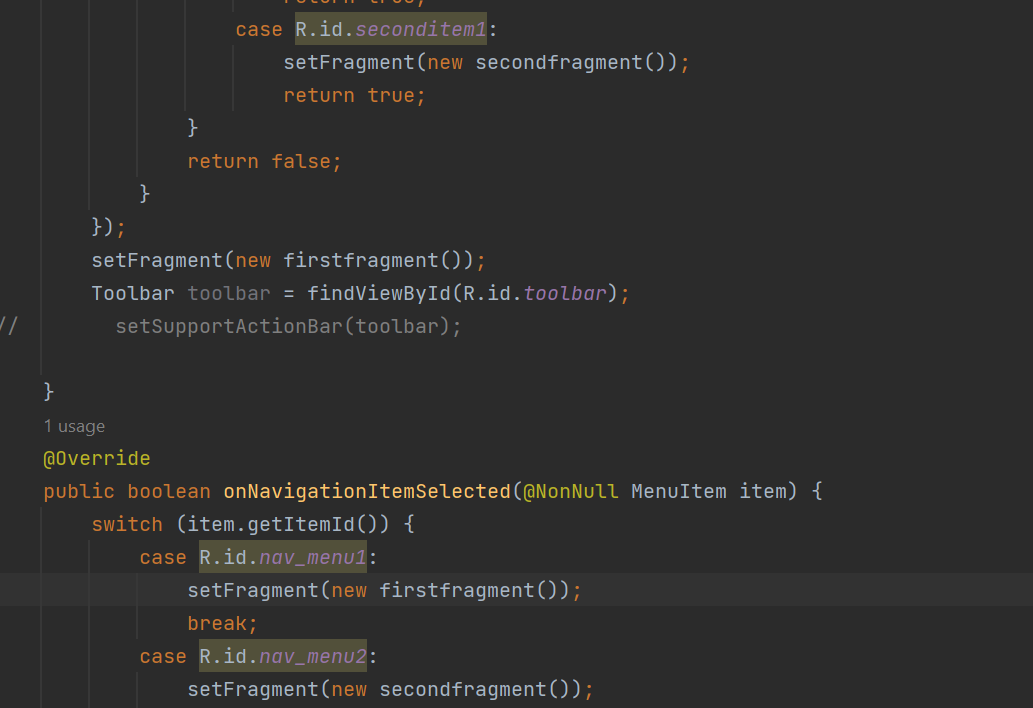 return true;
case R.id.seconditem1:
setFragment(new secondfragment());
return true;
}
return false;
}
});
setFragment(new firstfragment());
Toolbar toolbar = findViewById(R.id.toolbar);
// setSupportActionBar(toolbar);
}
1 usage
@Override
public boolean onNavigationItemSelected(@NonNull MenuItem item) {
switch (item.getItemId()) {
case R.id.nav_menu1:
setFragment(new firstfragment());
break;
case R.id.nav_menu2:
setFragment(new secondfragment());